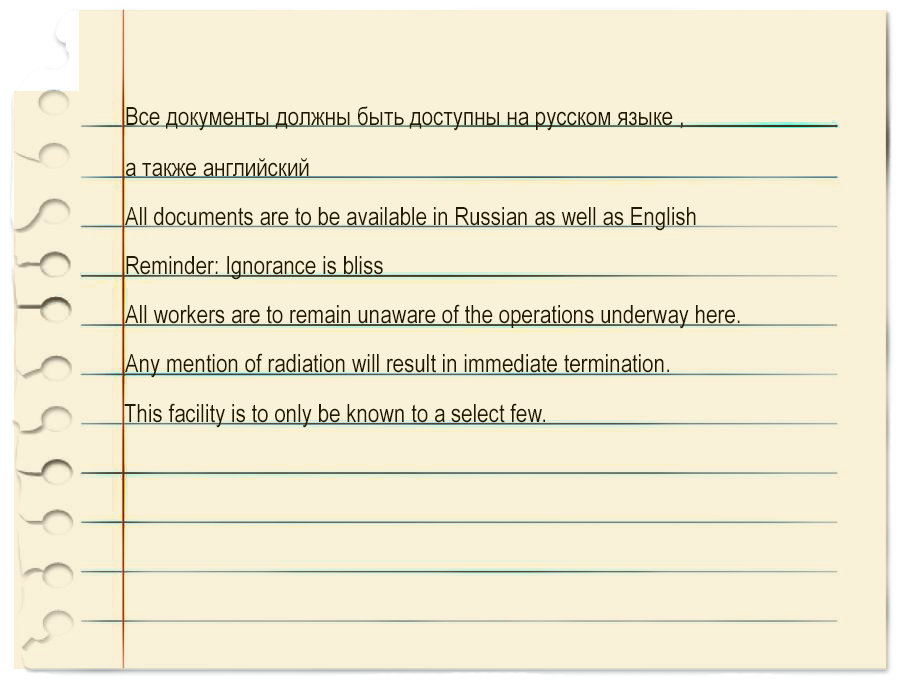 Все документы должны быть доступны на русском языке ,
а также английский
All documents are to be available in Russian as well as English
Reminder: Ignorance is bliss
All workers are to remain unaware of the operations underway here.
Any mention of radiation will result in immediate termination.
This facility is to only be known to a select few.